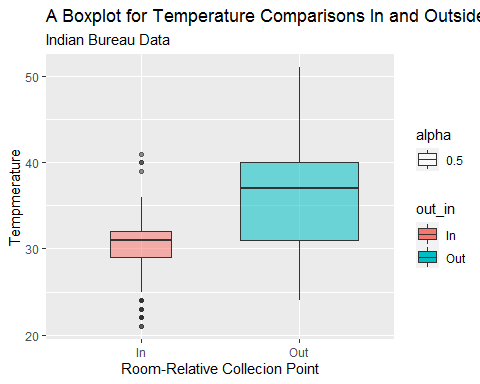 A Boxplot for Temperature Comparisons In and Outside
Indian Bureau Data
50
40
30
20
Tempmerature
In
Out
Room-Relative Collecion Point
alpha
0.5
out_in
In
Out